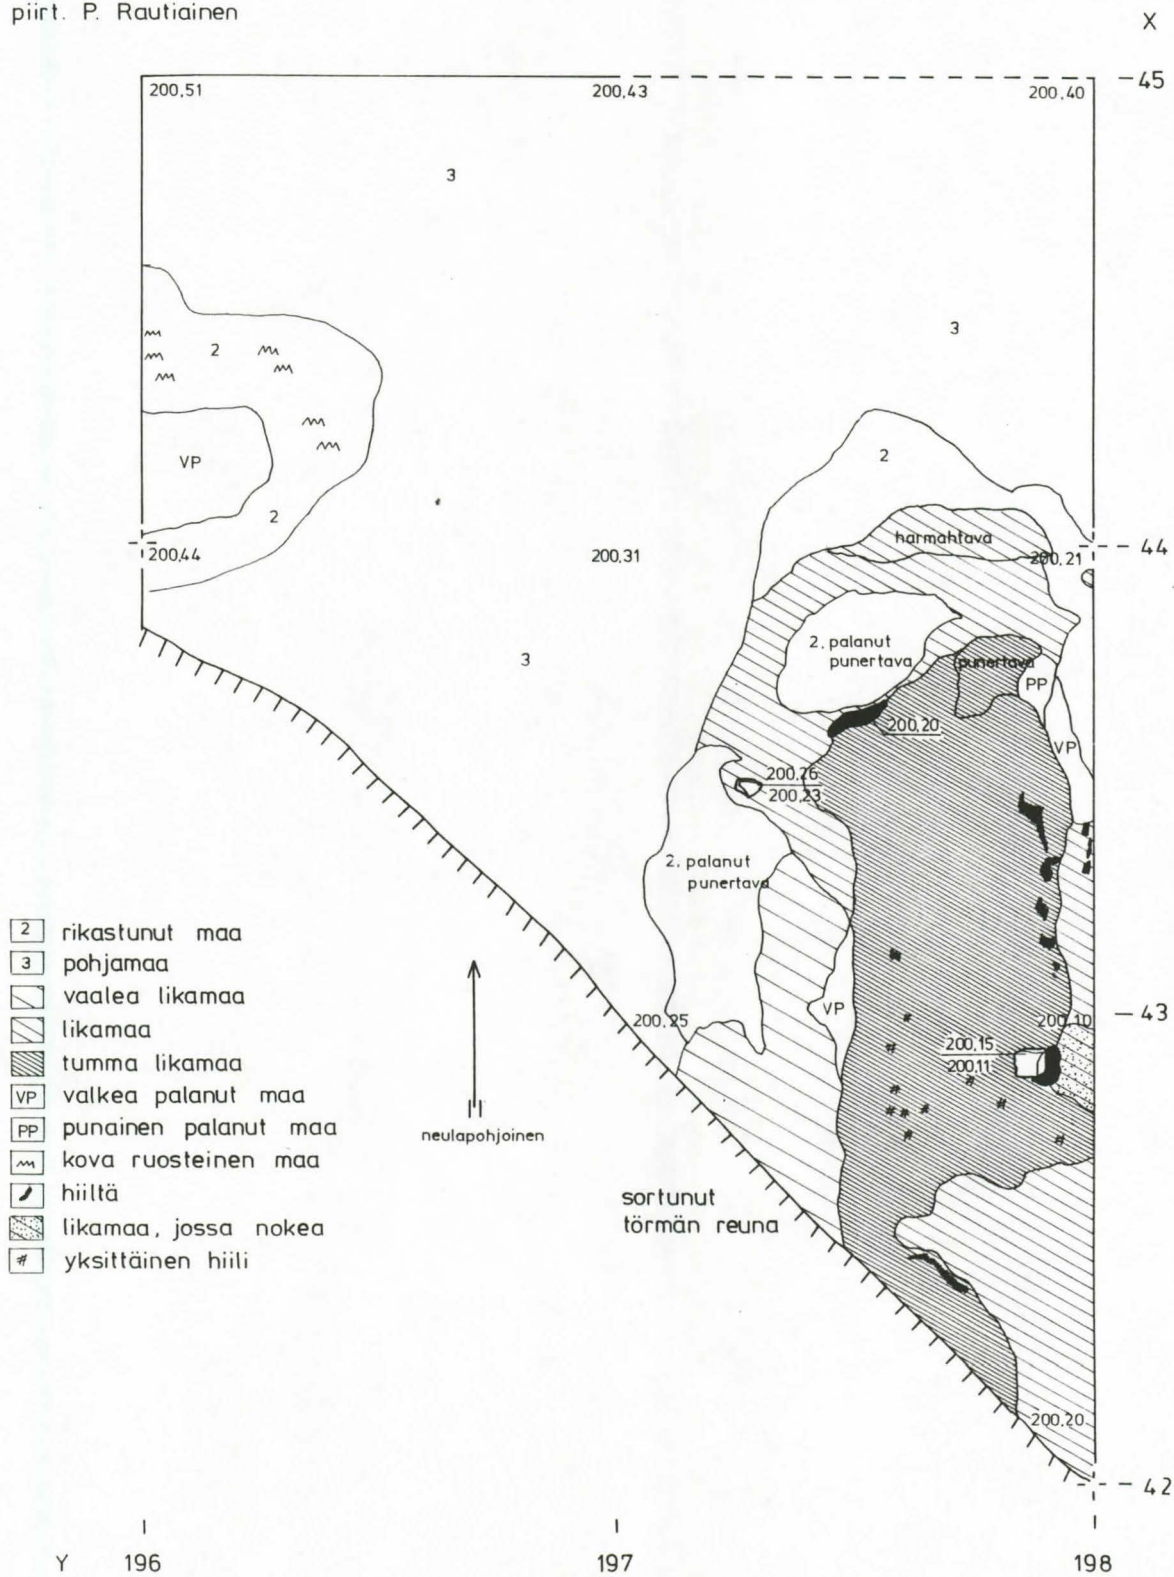 piirt. P. Rautiainen
X
45
200,51
200,43
200,40
3
3
2
VP
2
2
harmahtava
44
200,44
200,31
200,21
3
2. palanut
punertava
punertava
PP
200,20
VP
200,26
200,23
2. palanut
punertava
2 rikastunut maa
3 pohjamaa
vaalea likamaa
likamaa
tumma likamaa
VP valkea palanut maa
PP punainen palanut maa
kova ruosteinen maa
hiiltä
likamaa, jossa nokea
# yksittäinen hiili
neulapohjoinen
VP
43
200,25
200,10
200,15
200,11
sortunut
törmän reuna
200,20
42
Y 196 197 198